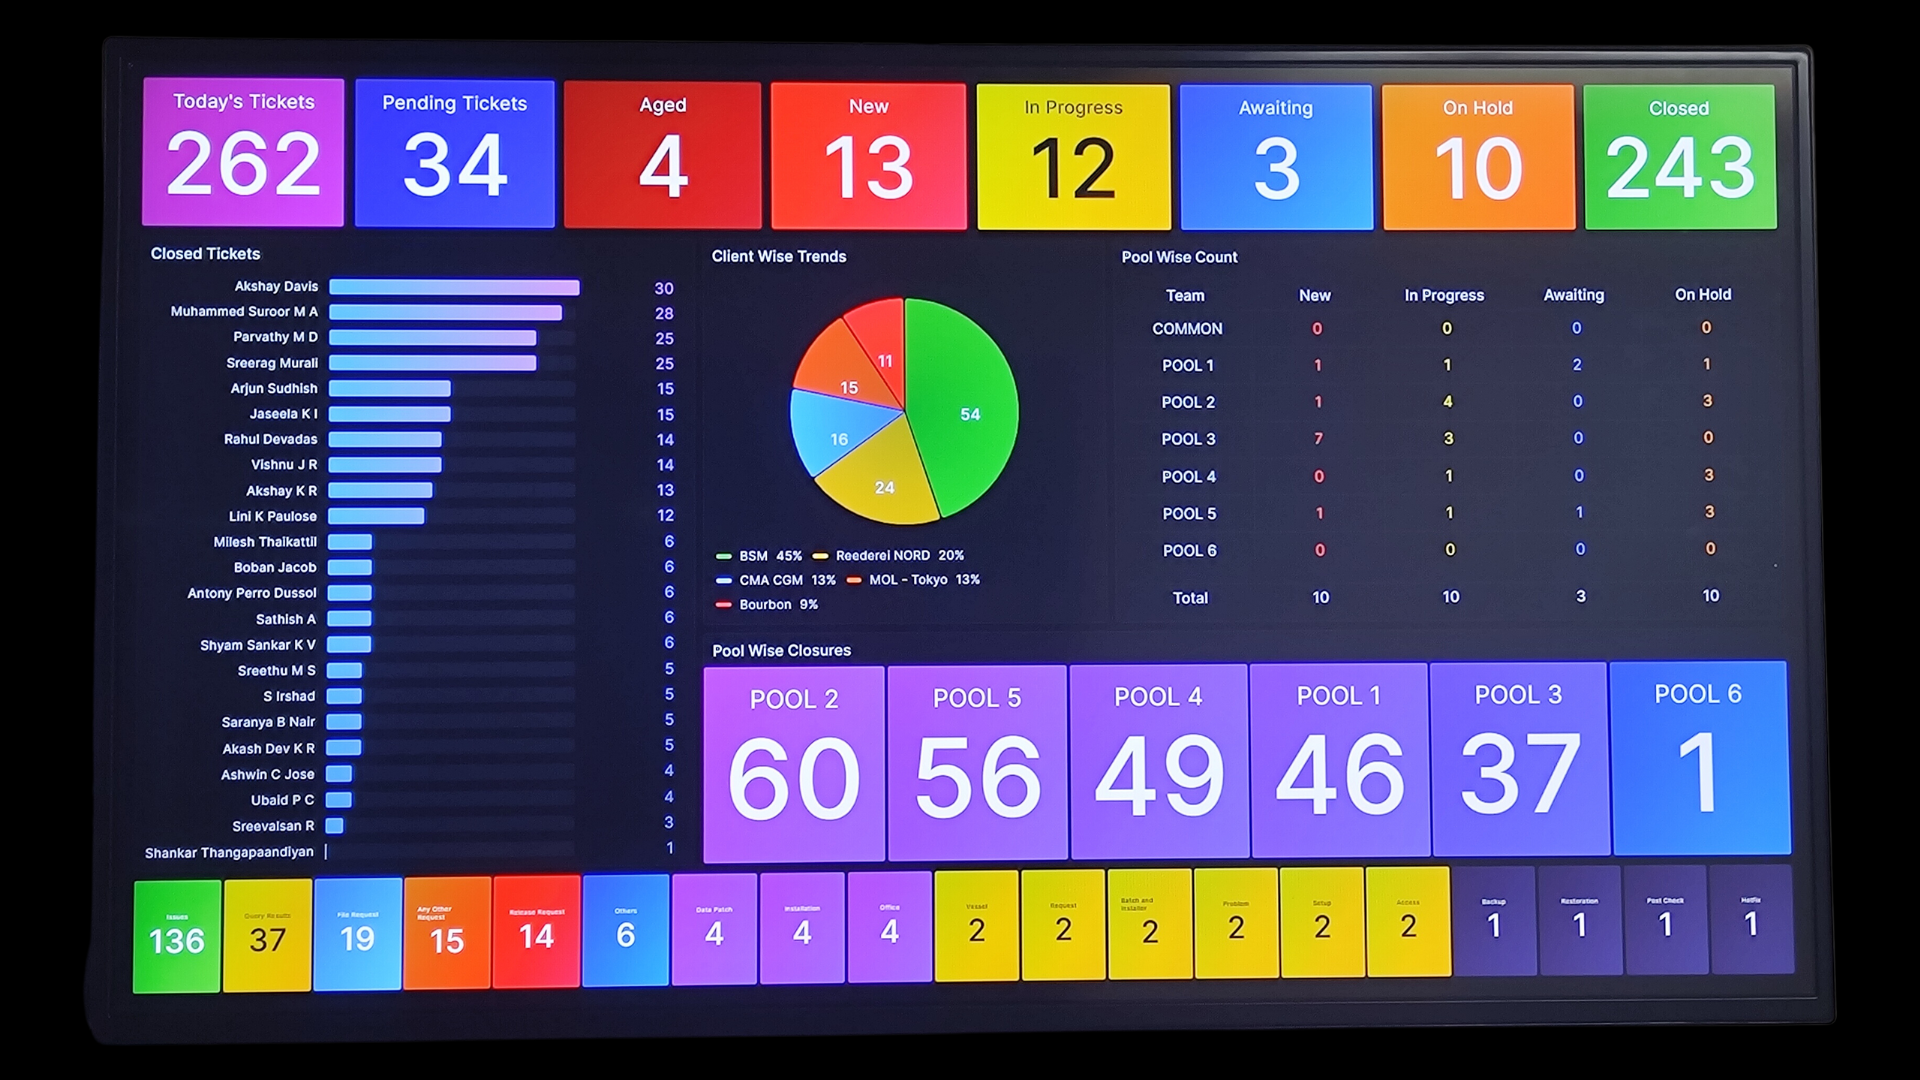 Today's Tickets
262
Pending Tickets
34
Aged
4
New
13
In Progress
12
Awaiting
3
On Hold
10
Closed
243
Closed Tickets
Akshay Davis 30
Muhammed Suroor M A 28
Parvathy M D 25
Sreerag Murali 25
Arjun Sudhish 15
Jaseela K I 15
Rahul Devadas 14
Vishnu J R 14
Akshay K R 13
Lini K Paulose 12
Milesh Thaikattil 6
Boban Jacob 6
Antony Perro Dussol 6
Sathish A 6
Shyam Sankar K V 6
Sreethu M S 5
S Irshad 5
Saranya B Nair 5
Akash Dev K R 5
Ashwin C Jose 4
Ubaid P C 4
Sreevalsan R 3
Shankar Thangapaandiyan 1
Client Wise Trends
11
15
54
16
24
BSM 45% Reederei NORD 20%
CMA CGM 13% MOL - Tokyo 13%
Bourbon 9%
Pool Wise Count
Team New In Progress Awaiting On Hold
COMMON 0 0 0 0
POOL 1 1 1 2 1
POOL 2 1 4 0 3
POOL 3 7 3 0 0
POOL 4 0 1 0 3
POOL 5 1 1 1 3
POOL 6 0 0 0 0
Total 10 10 3 10
Pool Wise Closures
POOL 2
60
POOL 5
56
POOL 4
49
POOL 1
46
POOL 3
37
POOL 6
1
Issues
136
Query Results
37
File Request
19
Any Other
Request
15
Release Request
14
Others
6
Data Patch
4
Installation
4
Office
4
Vessel
2
Request
2
Batch and
Installer
2
Problem
2
Setup
2
Access
2
Backup
1
Restoration
1
Post Check
1
Hotfix
1